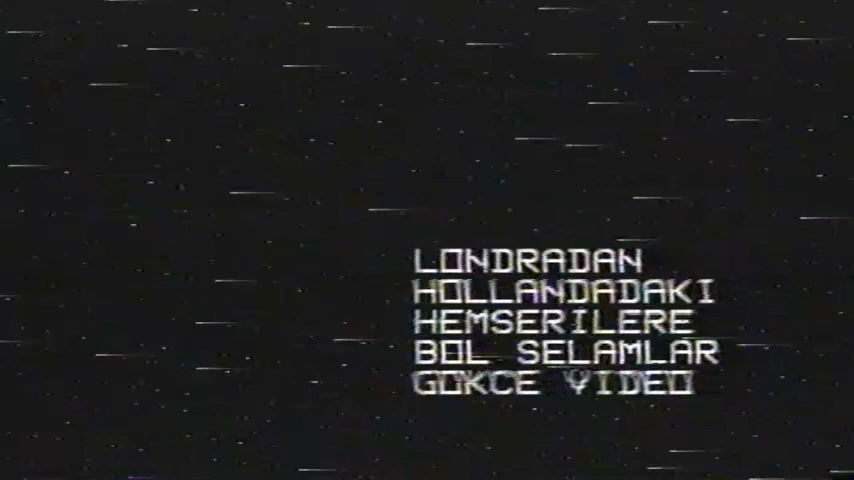 LONDRADAN
HOLLANDADAKI
HEMSERILERE
BOL SELAMLAR
GOKCE VIDEO